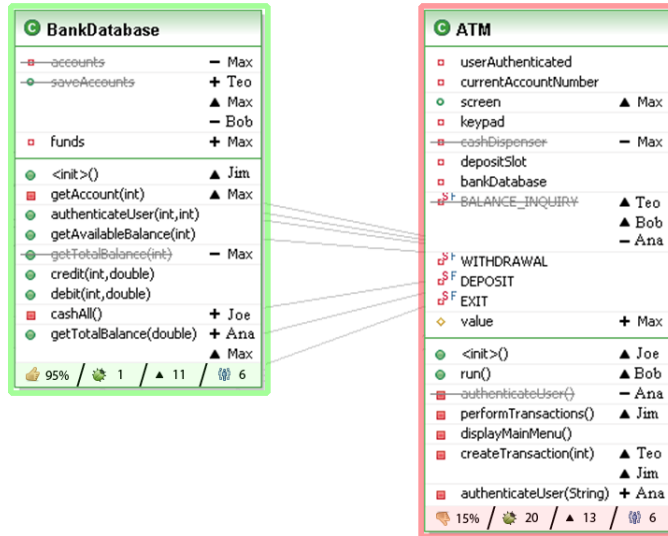 BankDatabase
accounts − Max
saveAccounts + Teo
▲ Max
− Bob
funds + Max
<init>() ▲ Jim
getAccount(int) ▲ Max
authenticateUser(int,int)
getAvailableBalance(int)
getTotalBalance(int) − Max
credit(int,double)
debit(int,double)
cashAll() + Joe
getTotalBalance(double) + Ana
▲ Max
95% / 1 / ▲ 11 / 6
ATM
userAuthenticated
currentAccountNumber
screen ▲ Max
keypad
cashDispenser − Max
depositSlot
bankDatabase
S F BALANCE_INQUIRY ▲ Teo
▲ Bob
− Ana
S F WITHDRAWAL
S F DEPOSIT
S F EXIT
value + Max
<init>() ▲ Joe
run() ▲ Bob
authenticateUser() − Ana
performTransactions() ▲ Jim
displayMainMenu()
createTransaction(int) ▲ Teo
▲ Jim
authenticateUser(String) + Ana
15% / 20 / ▲ 13 / 6